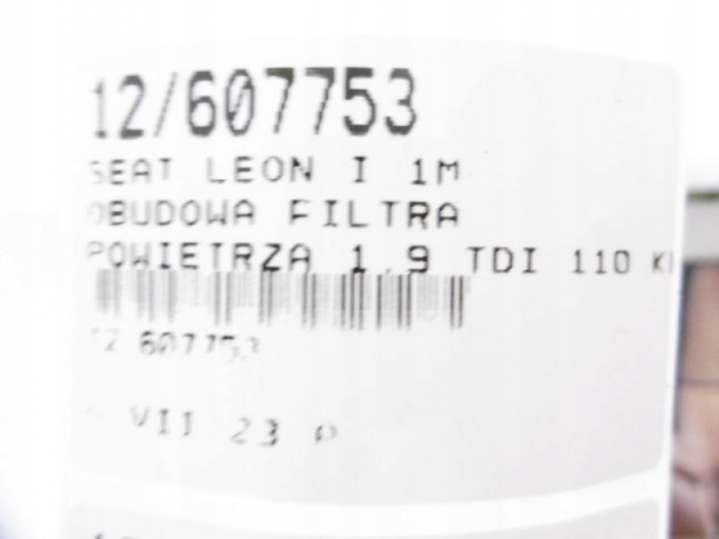 12/607753
SEAT LEON I 1M
OBUDOWA FILTRA
POWIETRZA 1.9 TDI 110 K
12 607753
VII 23 P